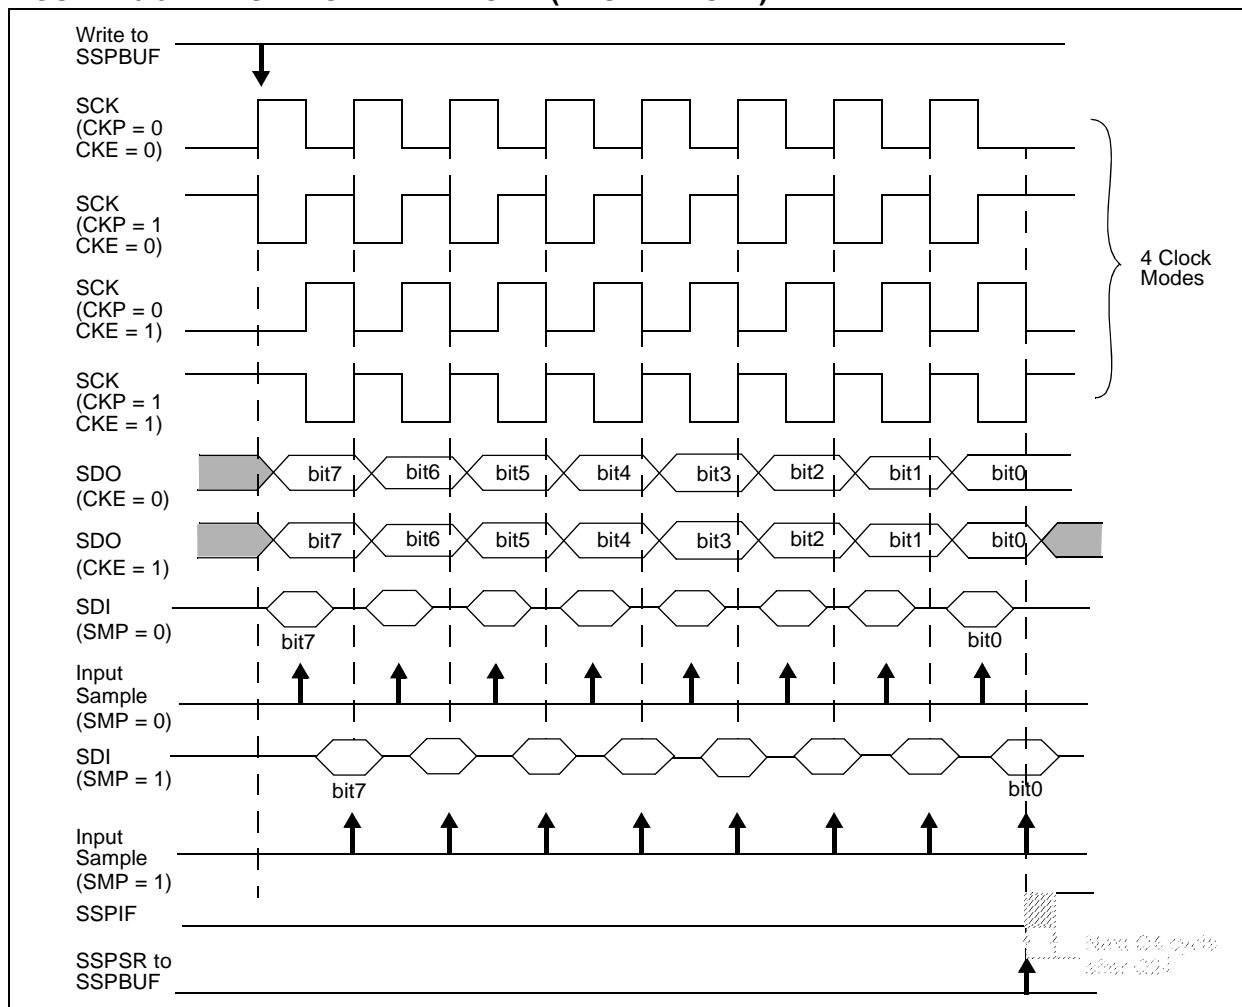 Write to
SSPBUF
SCK
(CKP = 0
CKE = 0)
SCK
(CKP = 1
CKE = 0)
SCK
(CKP = 0
CKE = 1)
SCK
(CKP = 1
CKE = 1)
4 Clock
Modes
SDO
(CKE = 0)
bit7 bit6 bit5 bit4 bit3 bit2 bit1 bit0
SDO
(CKE = 1)
bit7 bit6 bit5 bit4 bit3 bit2 bit1 bit0
SDI
(SMP = 0)
bit7 bit0
Input
Sample
(SMP = 0)
SDI
(SMP = 1)
bit7 bit0
Input
Sample
(SMP = 1)
SSPIF
Next cycle
after
SSPSR to
SSPBUF